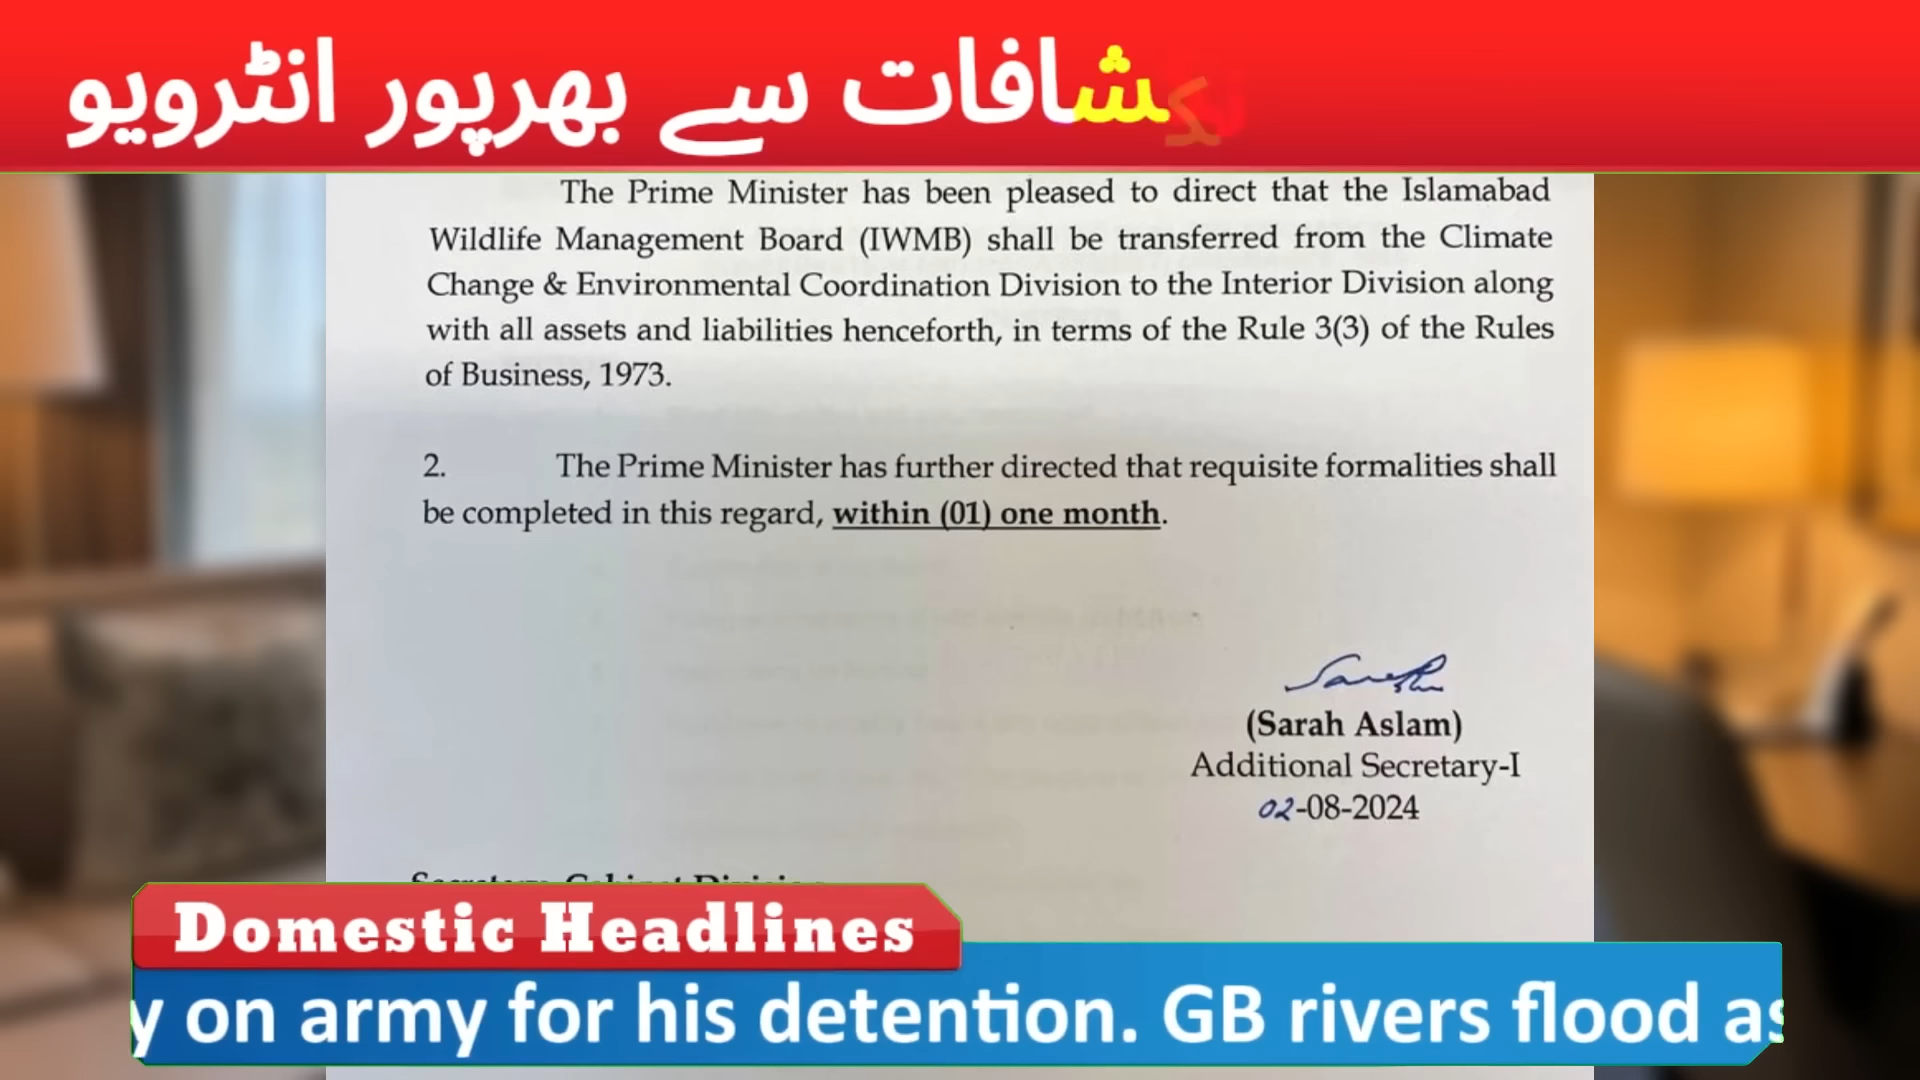 انکشافات سے بھرپور انٹرویو
The Prime Minister has been pleased to direct that the Islamabad
Wildlife Management Board (IWMB) shall be transferred from the Climate
Change & Environmental Coordination Division to the Interior Division along
with all assets and liabilities henceforth, in terms of the Rule 3(3) of the Rules
of Business, 1973.
2. The Prime Minister has further directed that requisite formalities shall
be completed in this regard, within (01) one month.
(Sarah Aslam)
Additional Secretary-I
02-08-2024
Secretary, Cabinet Division
Domestic Headlines
y on army for his detention. GB rivers flood as